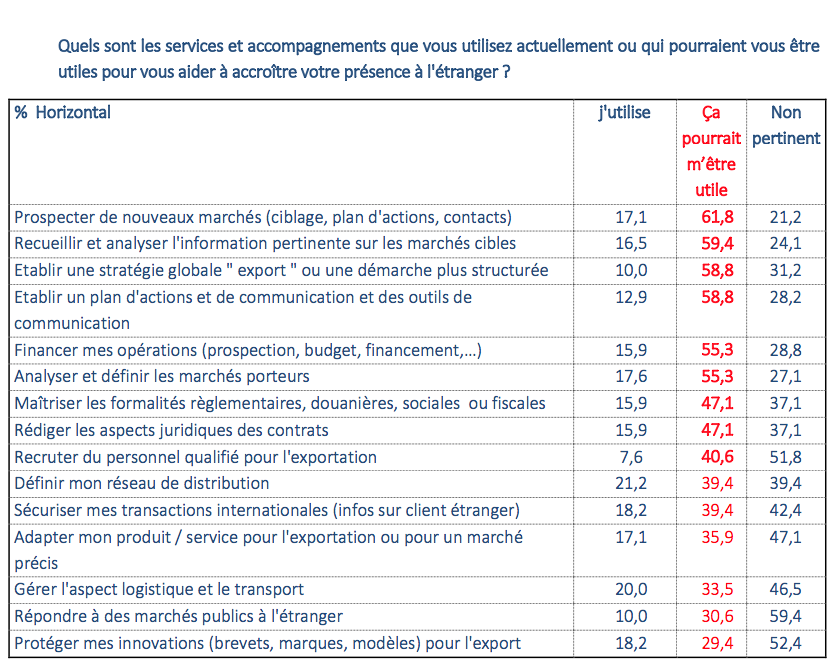 Quels sont les services et accompagnements que vous utilisez actuellement ou qui pourraient vous être
utiles pour vous aider à accroître votre présence à l'étranger ?
% Horizontal j'utilise Ça Non
pourrait pertinent
m'être
utile
Prospecter de nouveaux marchés (ciblage, plan d'actions, contacts) 17,1 61,8 21,2
Recueillir et analyser l'information pertinente sur les marchés cibles 16,5 59,4 24,1
Etablir une stratégie globale " export " ou une démarche plus structurée 10,0 58,8 31,2
Etablir un plan d'actions et de communication et des outils de 12,9 58,8 28,2
communication
Financer mes opérations (prospection, budget, financement,...) 15,9 55,3 28,8
Analyser et définir les marchés porteurs 17,6 55,3 27,1
Maîtriser les formalités règlementaires, douanières, sociales ou fiscales 15,9 47,1 37,1
Rédiger les aspects juridiques des contrats 15,9 47,1 37,1
Recruter du personnel qualifié pour l'exportation 7,6 40,6 51,8
Définir mon réseau de distribution 21,2 39,4 39,4
Sécuriser mes transactions internationales (infos sur client étranger) 18,2 39,4 42,4
Adapter mon produit / service pour l'exportation ou pour un marché 17,1 35,9 47,1
précis
Gérer l'aspect logistique et le transport 20,0 33,5 46,5
Répondre à des marchés publics à l'étranger 10,0 30,6 59,4
Protéger mes innovations (brevets, marques, modèles) pour l'export 18,2 29,4 52,4